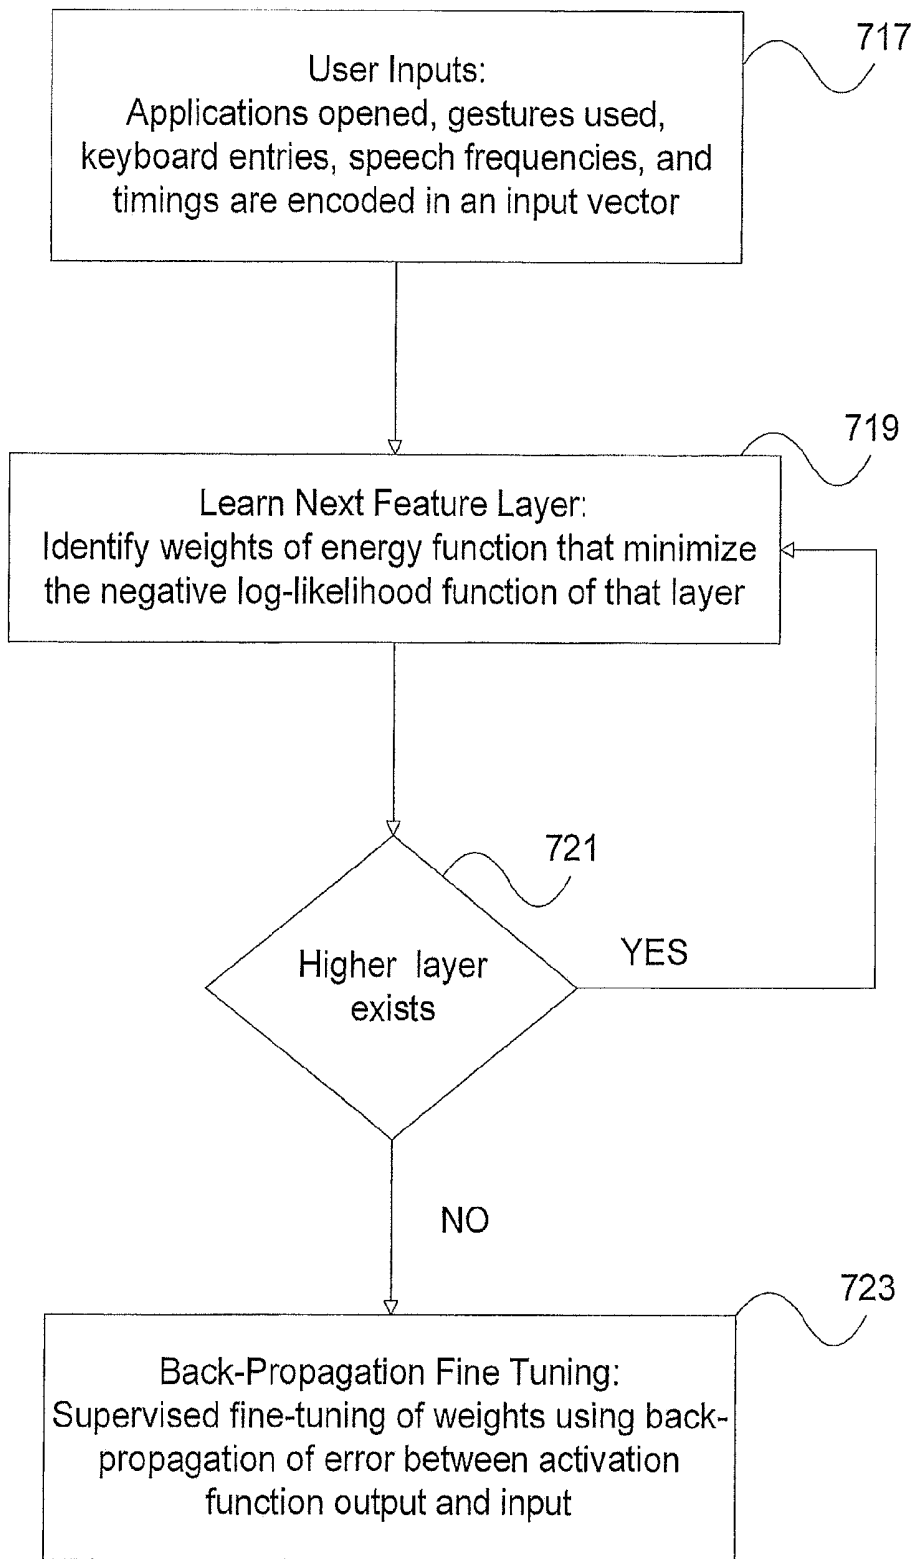 717
User Inputs:
Applications opened, gestures used,
keyboard entries, speech frequencies, and
timings are encoded in an input vector
719
Learn Next Feature Layer:
Identify weights of energy function that minimize
the negative log-likelihood function of that layer
721
YES
Higher layer
exists
NO
723
Back-Propagation Fine Tuning:
Supervised fine-tuning of weights using back-
propagation of error between activation
function output and input